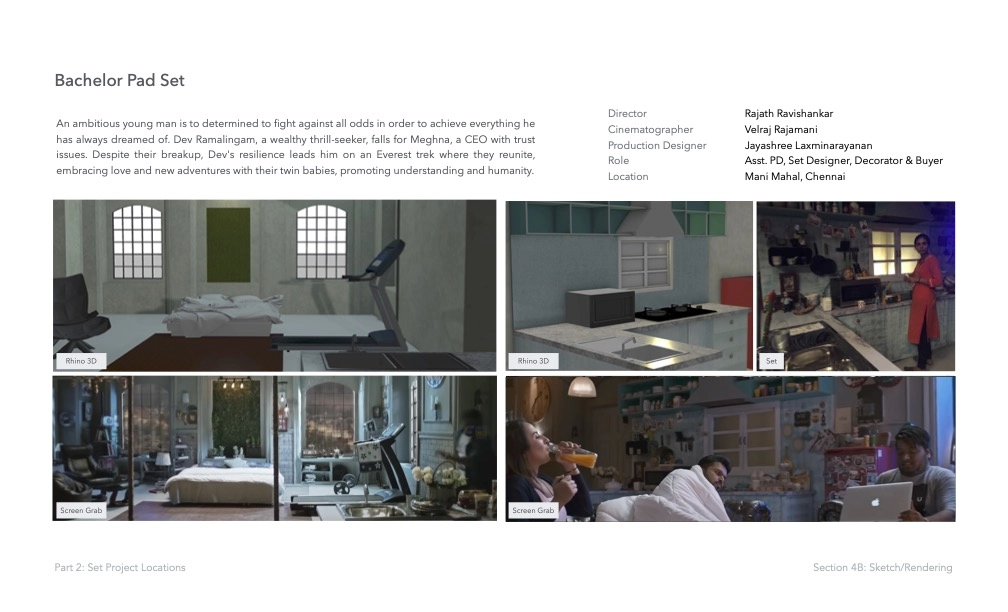 Bachelor Pad Set
An ambitious young man is to determined to fight against all odds in order to achieve everything he
has always dreamed of. Dev Ramalingam, a wealthy thrill-seeker, falls for Meghna, a CEO with trust
issues. Despite their breakup, Dev's resilience leads him on an Everest trek where they reunite,
embracing love and new adventures with their twin babies, promoting understanding and humanity.
Director Rajath Ravishankar
Cinematographer Velraj Rajamani
Production Designer Jayashree Laxminarayanan
Role Asst. PD, Set Designer, Decorator & Buyer
Location Mani Mahal, Chennai
Rhino 3D
Rhino 3D
Set
Screen Grab
Screen Grab
Part 2: Set Project Locations
Section 4B: Sketch/Rendering